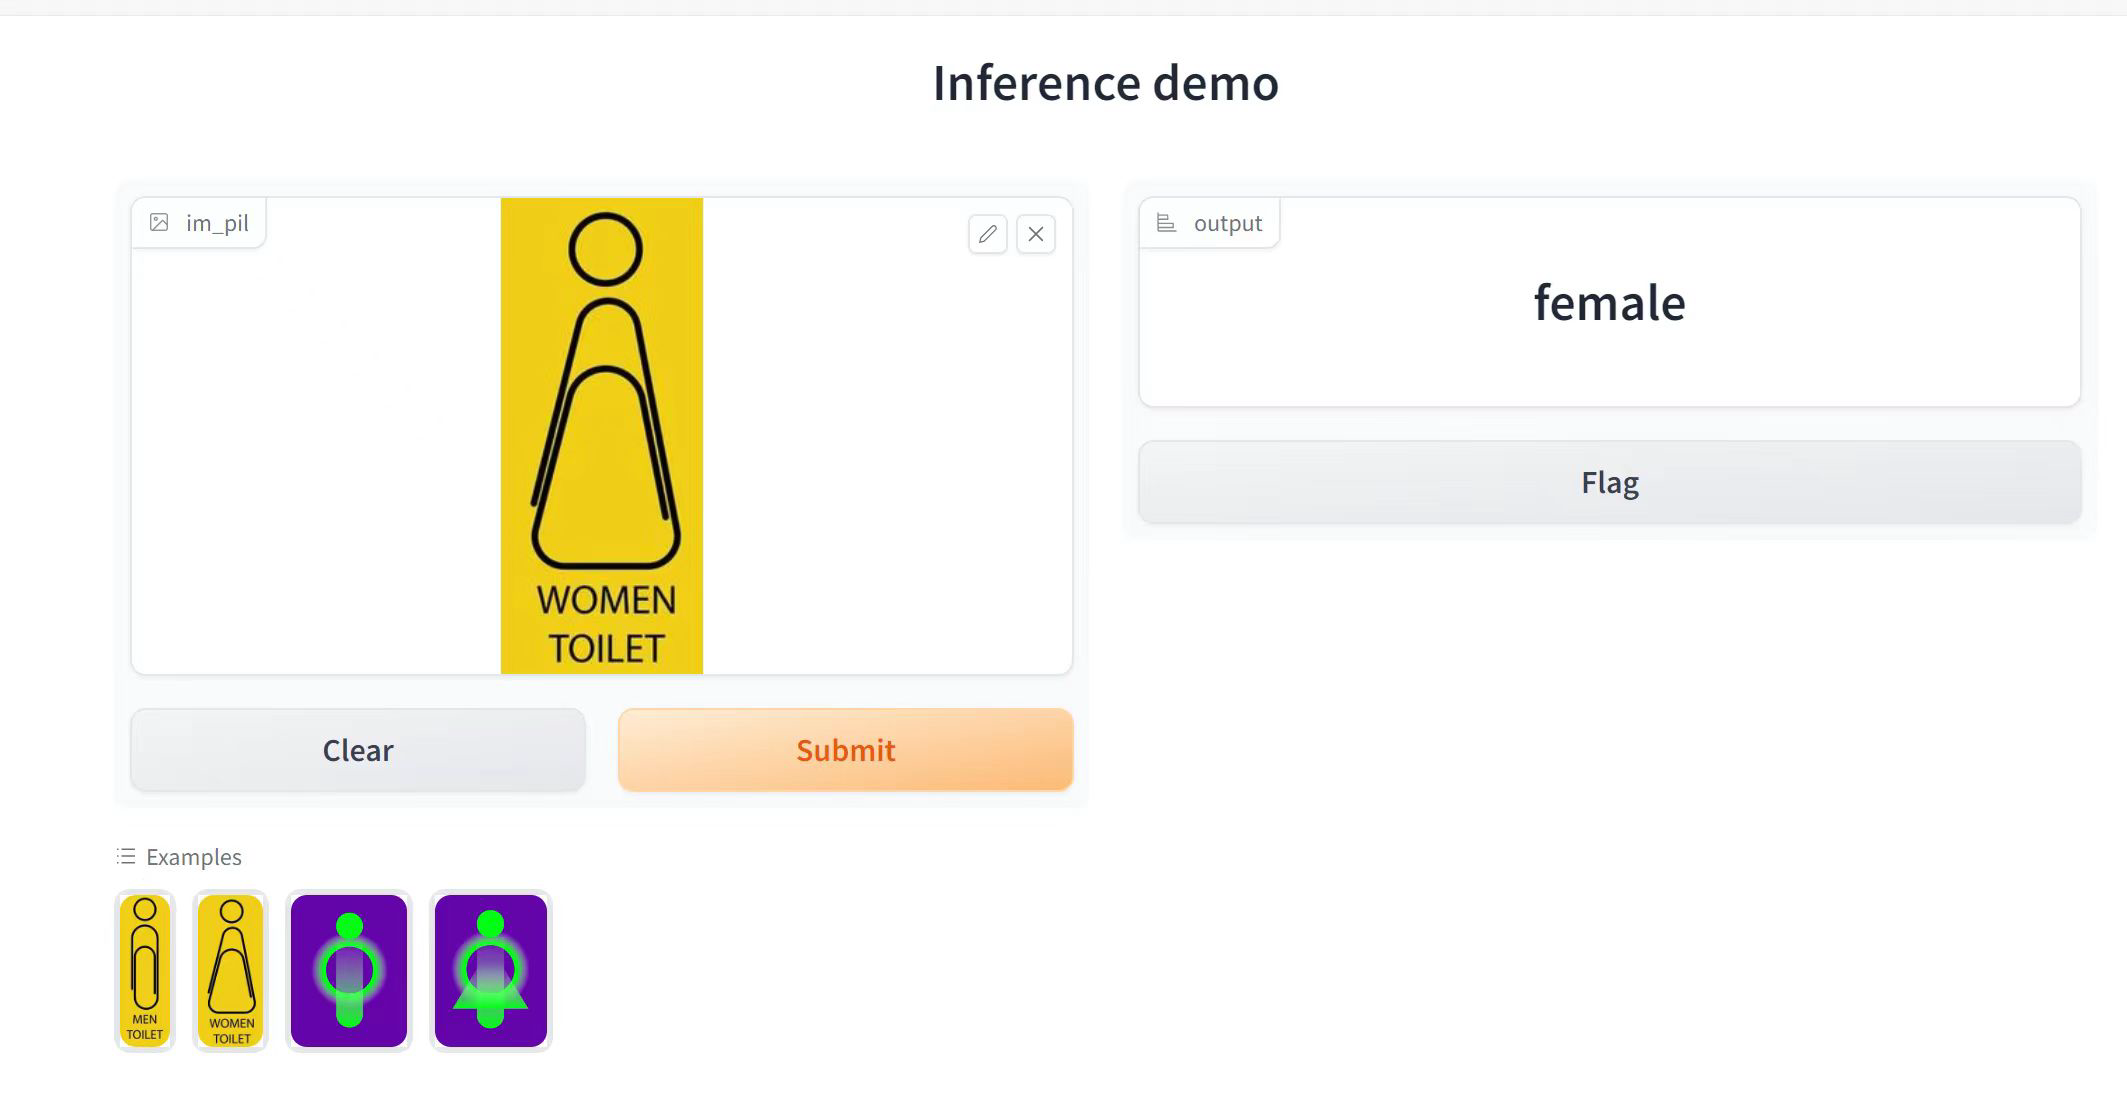 Inference demo
im_pil
WOMEN
TOILET
Clear
Submit
output
female
Flag
Examples
MEN
TOILET
WOMEN
TOILET